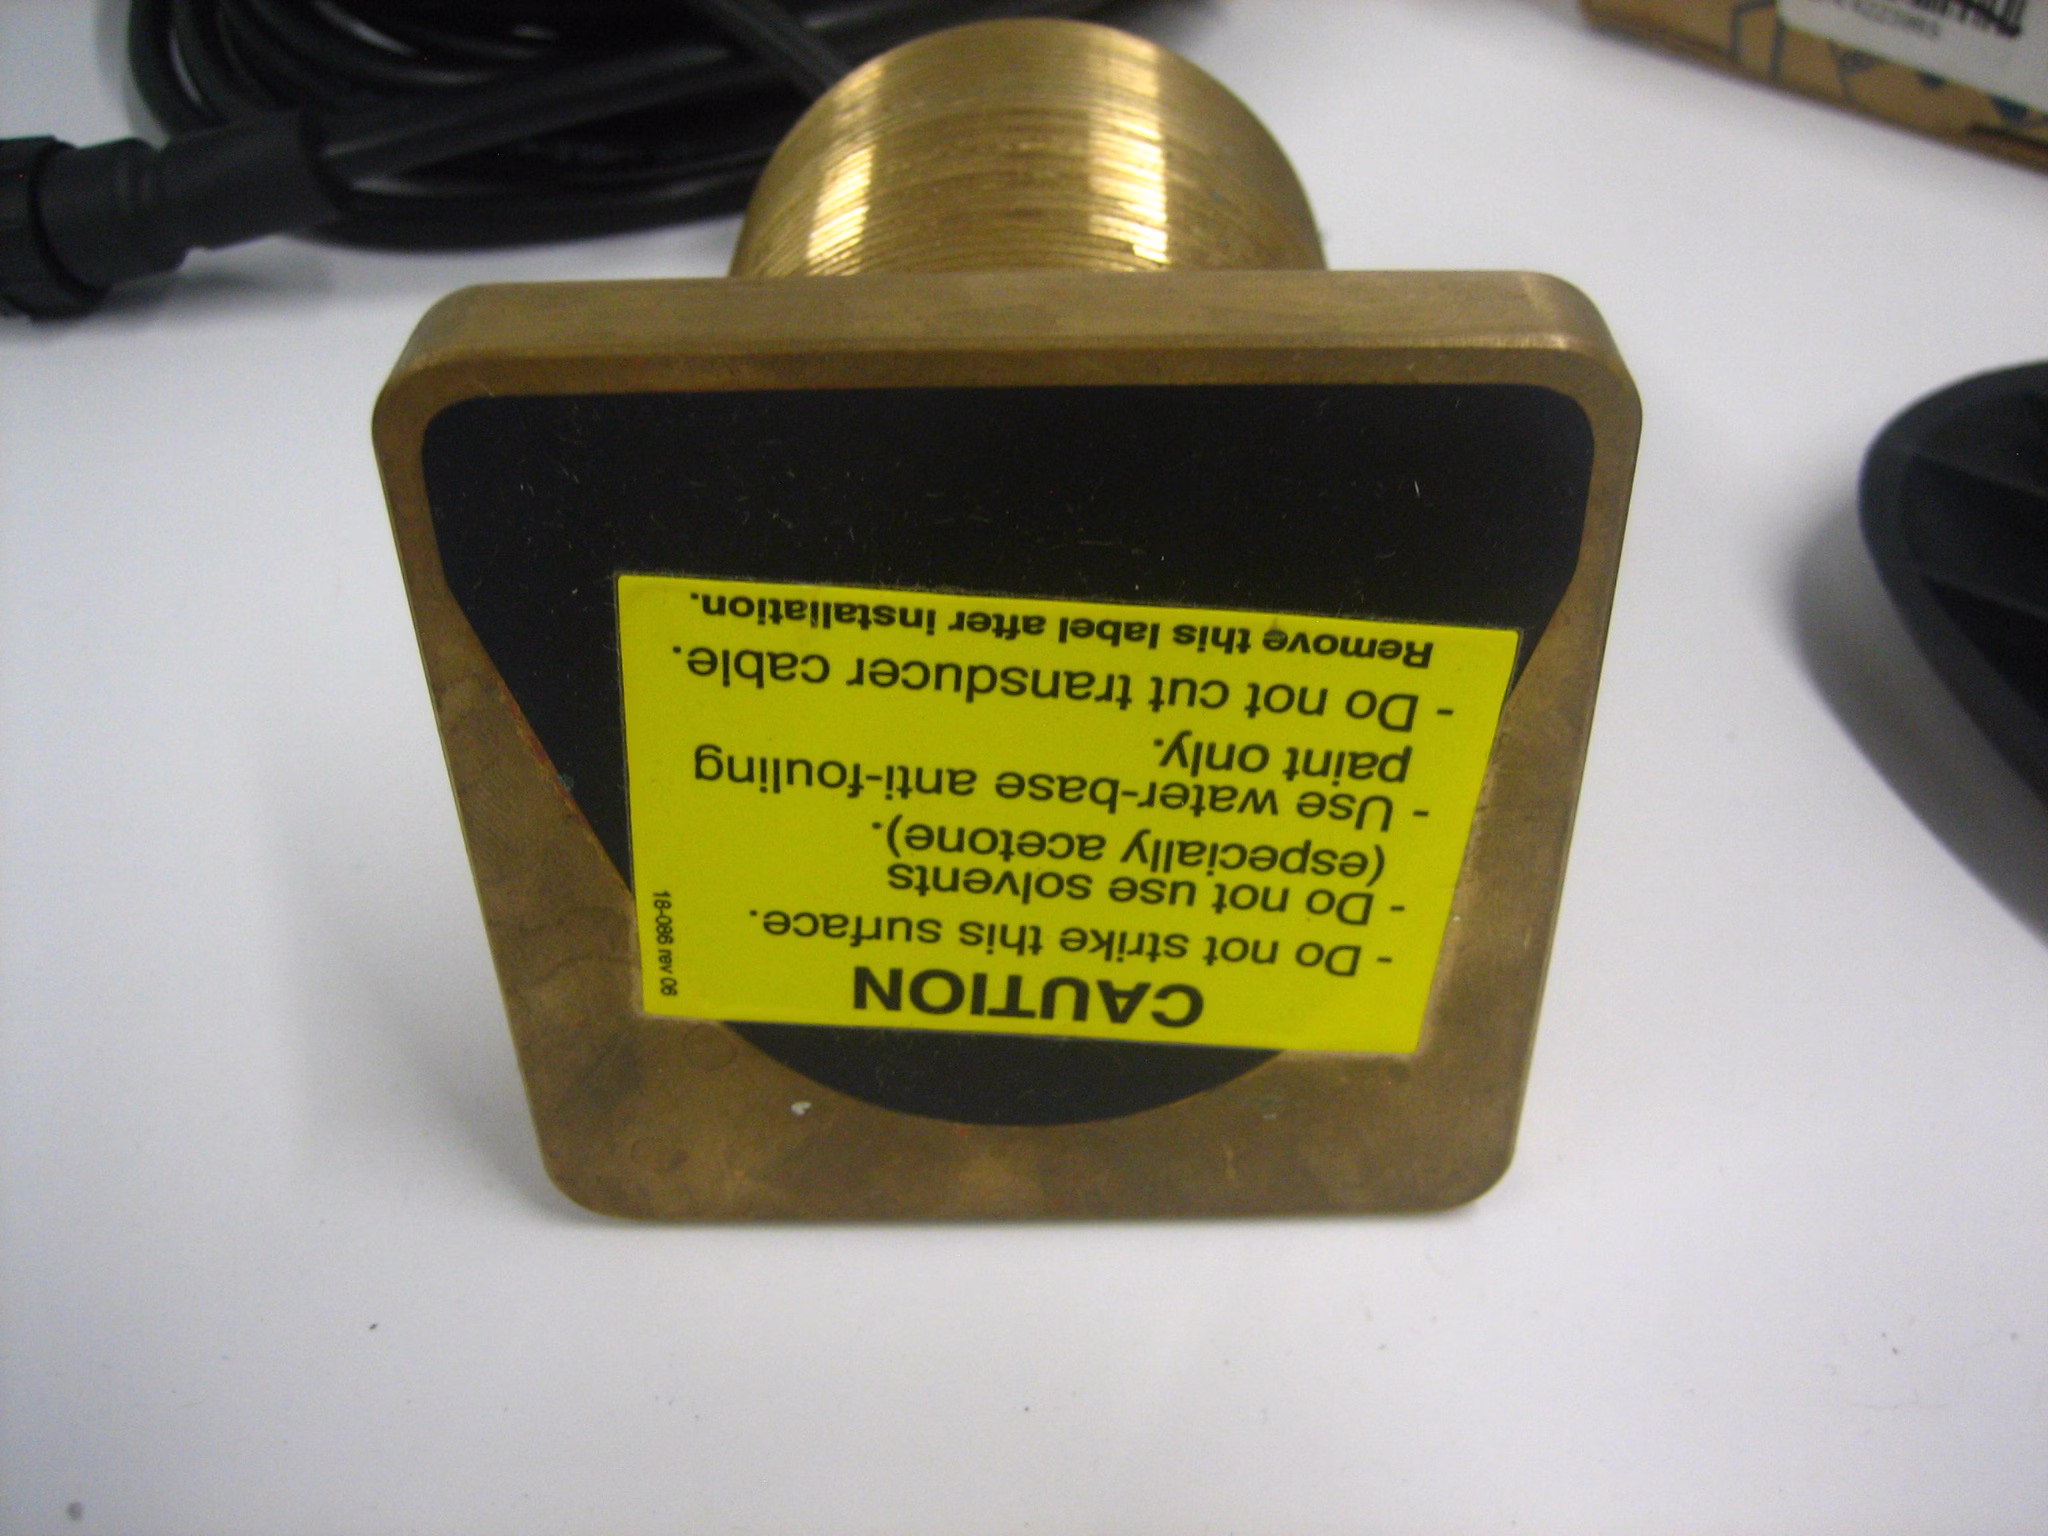 CAUTION
- Do not strike this surface.
- Do not use solvents
(especially acetone).
- Use water-base anti-fouling
paint only.
- Do not cut transducer cable.
Remove this label after installation.
18-086 rev 06